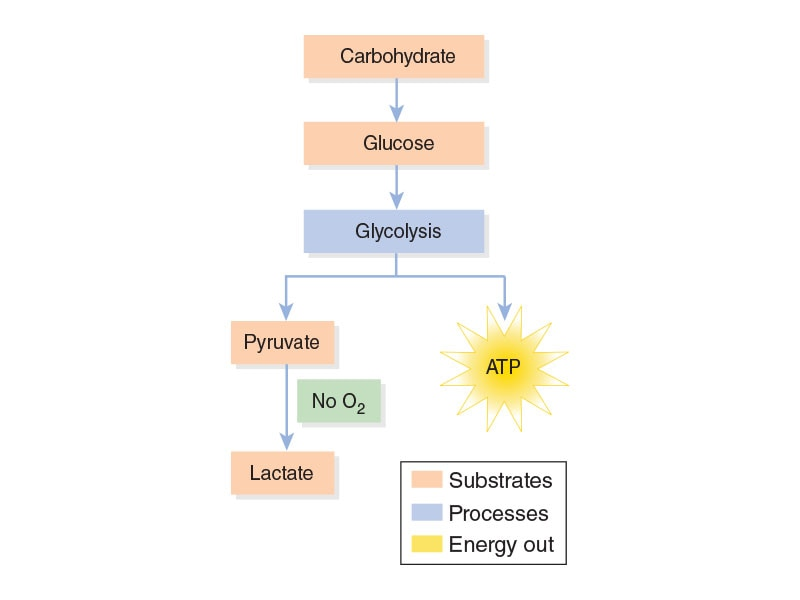 Carbohydrate
Glucose
Glycolysis
Pyruvate
ATP
No O₂
Lactate
Substrates
Processes
Energy out